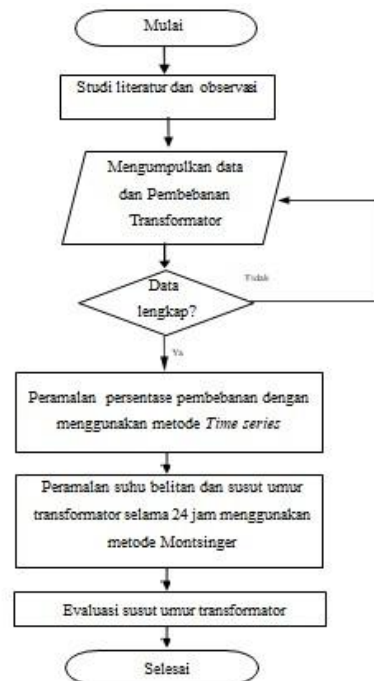 Mulai
Studi literatur dan observasi
Mengumpulkan data
dan Pembebanan
Transformator
Data
lengkap?
Tidak
Ya
Peramalan persentase pembebanan dengan
menggunakan metode Time series
Peramalan suhu belitan dan susut umur
transformator selama 24 jam menggunakan
metode Montsinger
Evaluasi susut umur transformator
Selesai